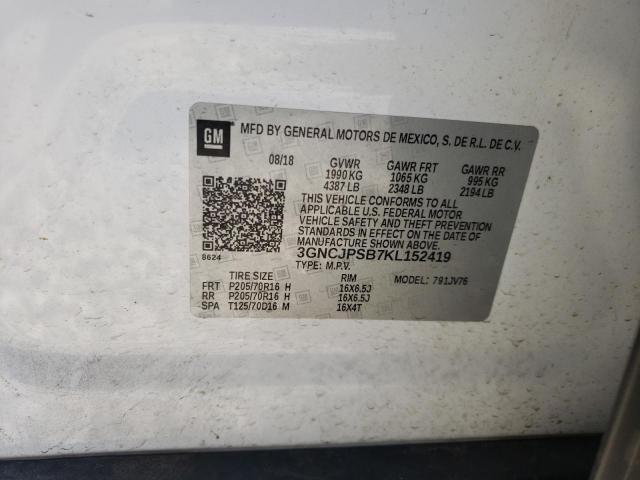 GM MFD BY GENERAL MOTORS DE MEXICO, S. DE R.L. DE C.V.
08/18 GVWR GAWR FRT GAWR RR
1990 KG 1065 KG 995 KG
4387 LB 2348 LB 2194 LB
THIS VEHICLE CONFORMS TO ALL
APPLICABLE U.S. FEDERAL MOTOR
VEHICLE SAFETY AND THEFT PREVENTION
STANDARDS IN EFFECT ON THE DATE OF
MANUFACTURE SHOWN ABOVE.
8624 3GNCJPSB7KL152419
TYPE: M.P.V. MODEL: 791JV76
TIRE SIZE RIM
FRT P205/70R16 H 16X6.5J
RR P205/70R16 H 16X6.5J
SPA T125/70D16 M 16X4T